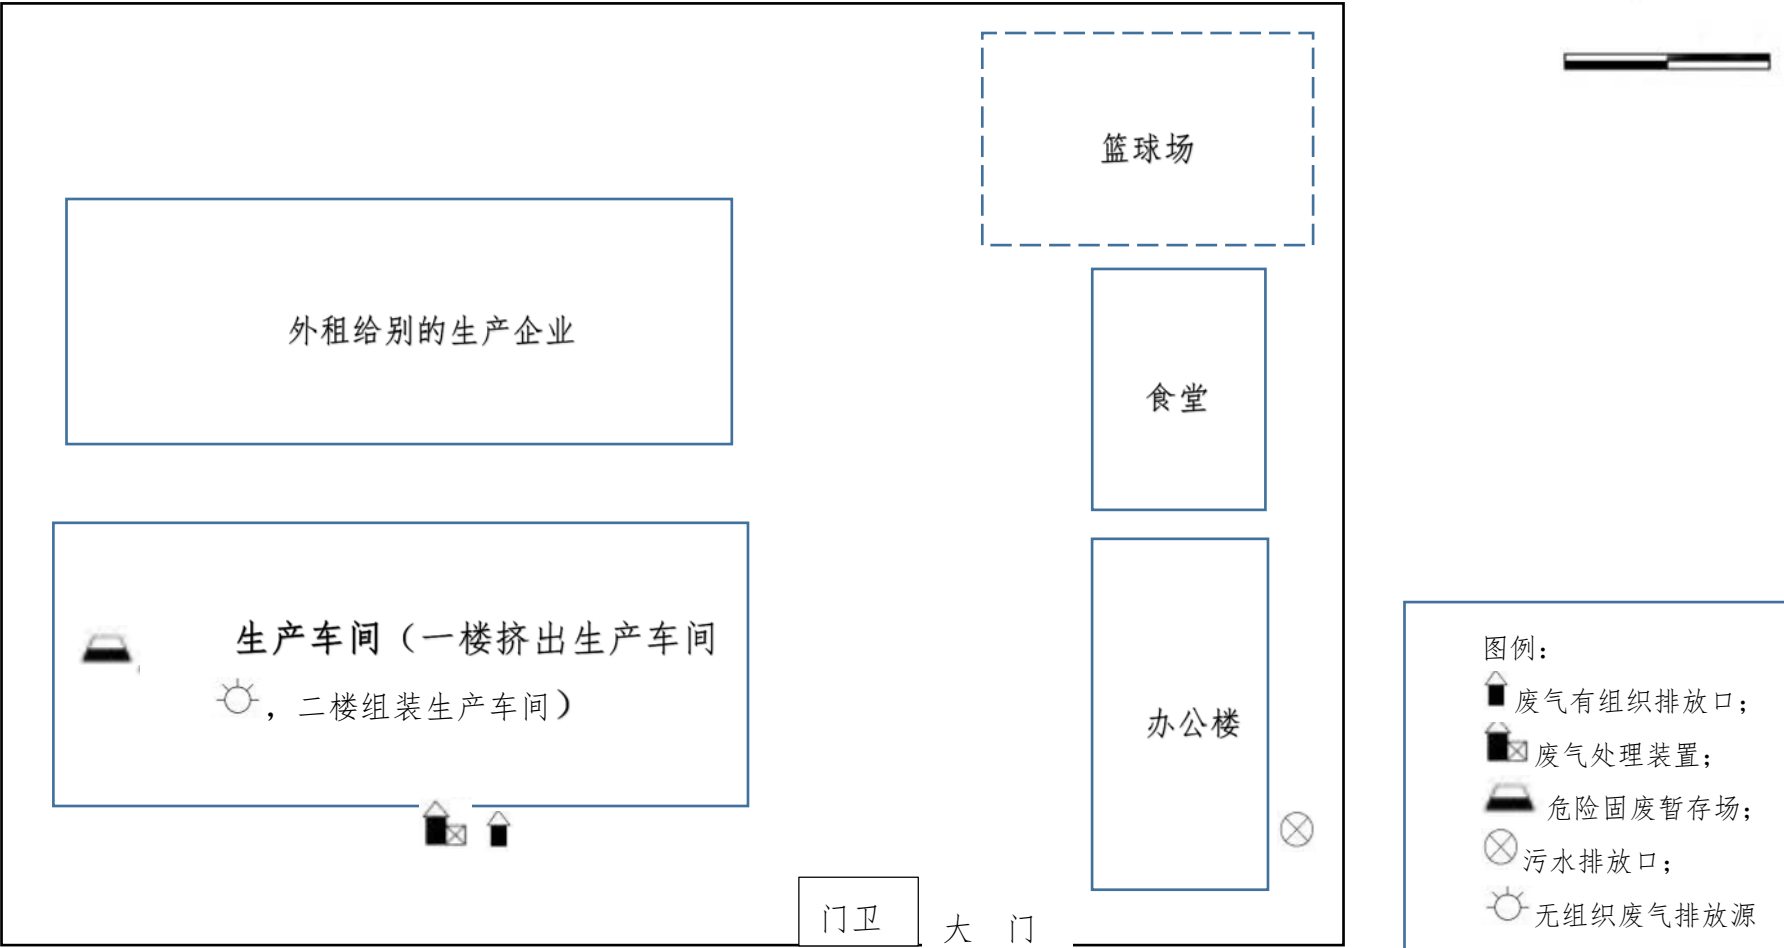 篮球场
外租给别的生产企业
食堂
生产车间（一楼挤出生产车间
，二楼组装生产车间）
办公楼
门卫
大 门
图例：
废气有组织排放口；
废气处理装置；
危险固废暂存场；
污水排放口；
无组织废气排放源